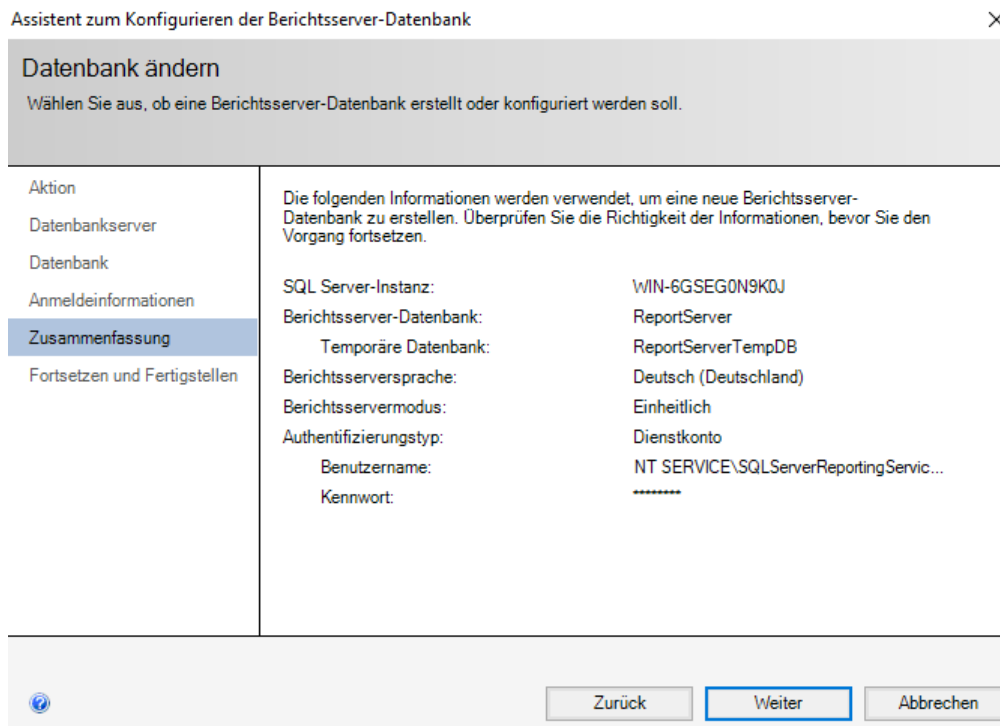 Assistent zum Konfigurieren der Berichtsserver-Datenbank
Datenbank ändern
Wählen Sie aus, ob eine Berichtsserver-Datenbank erstellt oder konfiguriert werden soll.
Aktion
Datenbankserver
Datenbank
Anmeldeinformationen
Zusammenfassung
Fortsetzen und Fertigstellen
Die folgenden Informationen werden verwendet, um eine neue Berichtsserver-
Datenbank zu erstellen. Überprüfen Sie die Richtigkeit der Informationen, bevor Sie den
Vorgang fortsetzen.
SQL Server-Instanz: WIN-6GSEG0N9K0J
Berichtsserver-Datenbank: ReportServer
Temporäre Datenbank: ReportServerTempDB
Berichtsserversprache: Deutsch (Deutschland)
Berichtsservermodus: Einheitlich
Authentifizierungstyp: Dienstkonto
Benutzername: NT SERVICE\SQLServerReportingServic...
Kennwort: ********
Zurück Weiter Abbrechen